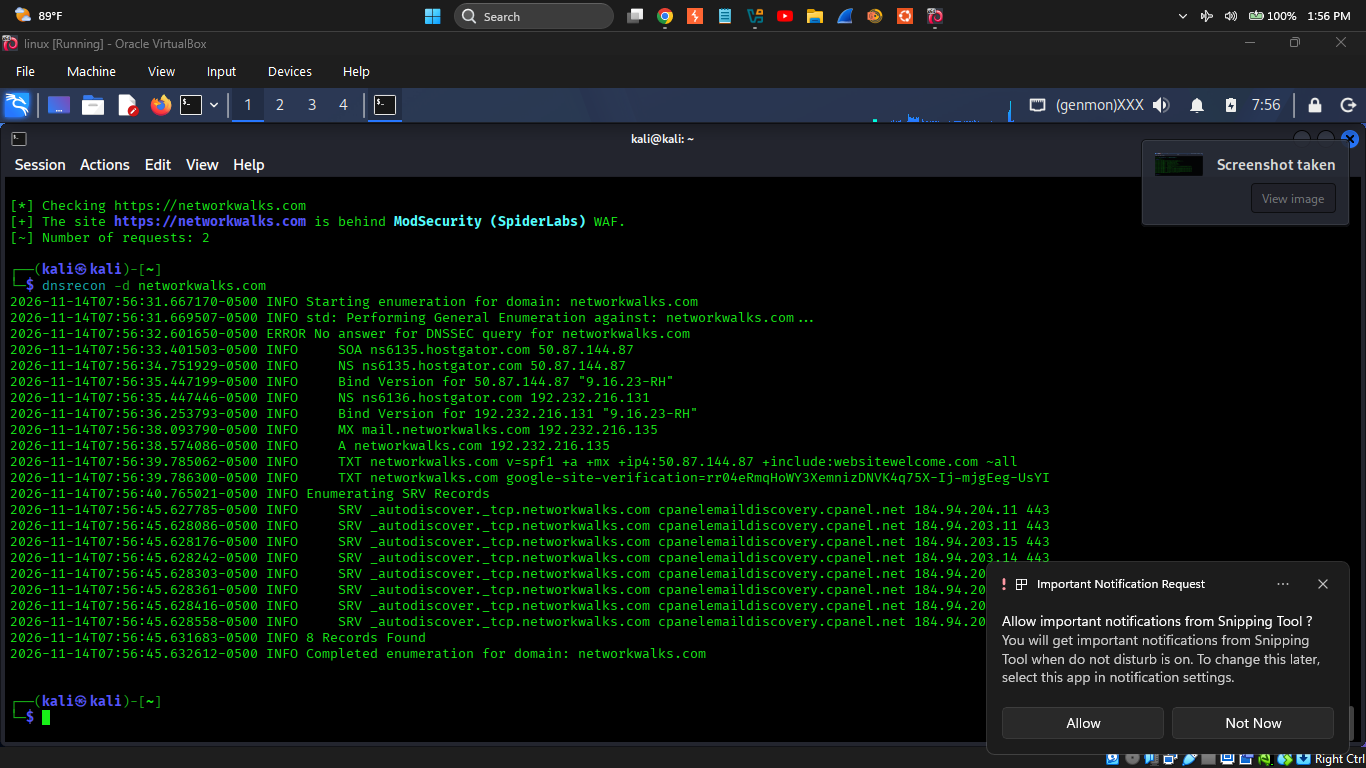 89°F
Search
100% 1:56 PM
linux [Running] - Oracle VirtualBox
File Machine View Input Devices Help
1 2 3 4
(genmon)XXX 7:56
kali@kali: ~
Session Actions Edit View Help
Screenshot taken
View image
[*] Checking https://networkwalks.com
[+] The site https://networkwalks.com is behind ModSecurity (SpiderLabs) WAF.
[~] Number of requests: 2
┌──(kali㉿kali)-[~]
└─$ dnsrecon -d networkwalks.com
2026-11-14T07:56:31.667170-0500 INFO Starting enumeration for domain: networkwalks.com
2026-11-14T07:56:31.669507-0500 INFO std: Performing General Enumeration against: networkwalks.com...
2026-11-14T07:56:32.601650-0500 ERROR No answer for DNSSEC query for networkwalks.com
2026-11-14T07:56:33.401503-0500 INFO SOA ns6135.hostgator.com 50.87.144.87
2026-11-14T07:56:34.751929-0500 INFO NS ns6135.hostgator.com 50.87.144.87
2026-11-14T07:56:35.447199-0500 INFO Bind Version for 50.87.144.87 "9.16.23-RH"
2026-11-14T07:56:35.447446-0500 INFO NS ns6136.hostgator.com 192.232.216.131
2026-11-14T07:56:36.253793-0500 INFO Bind Version for 192.232.216.131 "9.16.23-RH"
2026-11-14T07:56:38.093790-0500 INFO MX mail.networkwalks.com 192.232.216.135
2026-11-14T07:56:38.574086-0500 INFO A networkwalks.com 192.232.216.135
2026-11-14T07:56:39.785062-0500 INFO TXT networkwalks.com v=spf1 +a +mx +ip4:50.87.144.87 +include:websitewelcome.com ~all
2026-11-14T07:56:39.786300-0500 INFO TXT networkwalks.com google-site-verification=rr04eRmqHoWY3XemnizDNVK4q75X-Ij-mjgEeg-UsYI
2026-11-14T07:56:40.765021-0500 INFO Enumerating SRV Records
2026-11-14T07:56:45.627785-0500 INFO SRV _autodiscover._tcp.networkwalks.com cpanelemaildiscovery.cpanel.net 184.94.204.11 443
2026-11-14T07:56:45.628086-0500 INFO SRV _autodiscover._tcp.networkwalks.com cpanelemaildiscovery.cpanel.net 184.94.203.11 443
2026-11-14T07:56:45.628176-0500 INFO SRV _autodiscover._tcp.networkwalks.com cpanelemaildiscovery.cpanel.net 184.94.203.15 443
2026-11-14T07:56:45.628242-0500 INFO SRV _autodiscover._tcp.networkwalks.com cpanelemaildiscovery.cpanel.net 184.94.203.14 443
2026-11-14T07:56:45.628303-0500 INFO SRV _autodiscover._tcp.networkwalks.com cpanelemaildiscovery.cpanel.net 184.94.20
2026-11-14T07:56:45.628361-0500 INFO SRV _autodiscover._tcp.networkwalks.com cpanelemaildiscovery.cpanel.net 184.94.20
2026-11-14T07:56:45.628416-0500 INFO SRV _autodiscover._tcp.networkwalks.com cpanelemaildiscovery.cpanel.net 184.94.20
2026-11-14T07:56:45.628558-0500 INFO SRV _autodiscover._tcp.networkwalks.com cpanelemaildiscovery.cpanel.net 184.94.20
2026-11-14T07:56:45.631683-0500 INFO 8 Records Found
2026-11-14T07:56:45.632612-0500 INFO Completed enumeration for domain: networkwalks.com
┌──(kali㉿kali)-[~]
└─$
Important Notification Request
Allow important notifications from Snipping Tool ?
You will get important notifications from Snipping
Tool when do not disturb is on. To change this later,
select this app in notification settings.
Allow Not Now
Right Ctrl